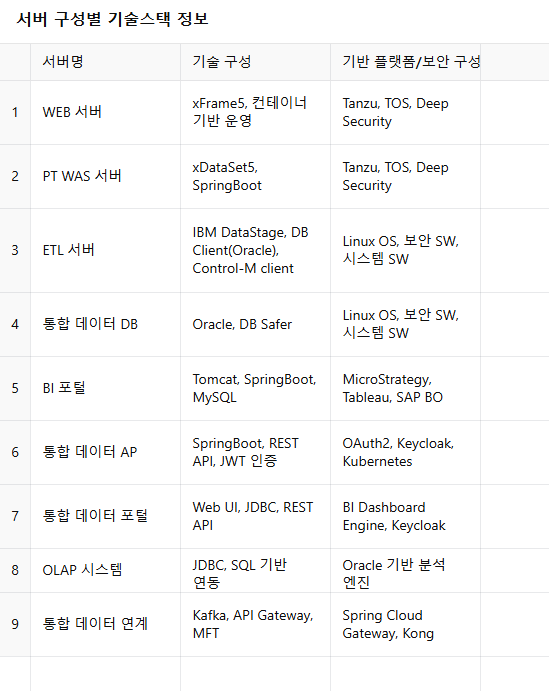 서버 구성별 기술스택 정보
서버명 기술 구성 기반 플랫폼/보안 구성
1 WEB 서버 xFrame5, 컨테이너 Tanzu, TOS, Deep
기반 운영 Security
2 PT WAS 서버 xDataSet5, Tanzu, TOS, Deep
SpringBoot Security
3 ETL 서버 IBM DataStage, DB Linux OS, 보안 SW,
Client(Oracle), 시스템 SW
Control-M client
4 통합 데이터 DB Oracle, DB Safer Linux OS, 보안 SW,
시스템 SW
5 BI 포털 Tomcat, SpringBoot, MicroStrategy,
MySQL Tableau, SAP BO
6 통합 데이터 AP SpringBoot, REST OAuth2, Keycloak,
API, JWT 인증 Kubernetes
7 통합 데이터 포털 Web UI, JDBC, REST BI Dashboard
API Engine, Keycloak
8 OLAP 시스템 JDBC, SQL 기반 Oracle 기반 분석
연동 엔진
9 통합 데이터 연계 Kafka, API Gateway, Spring Cloud
MFT Gateway, Kong